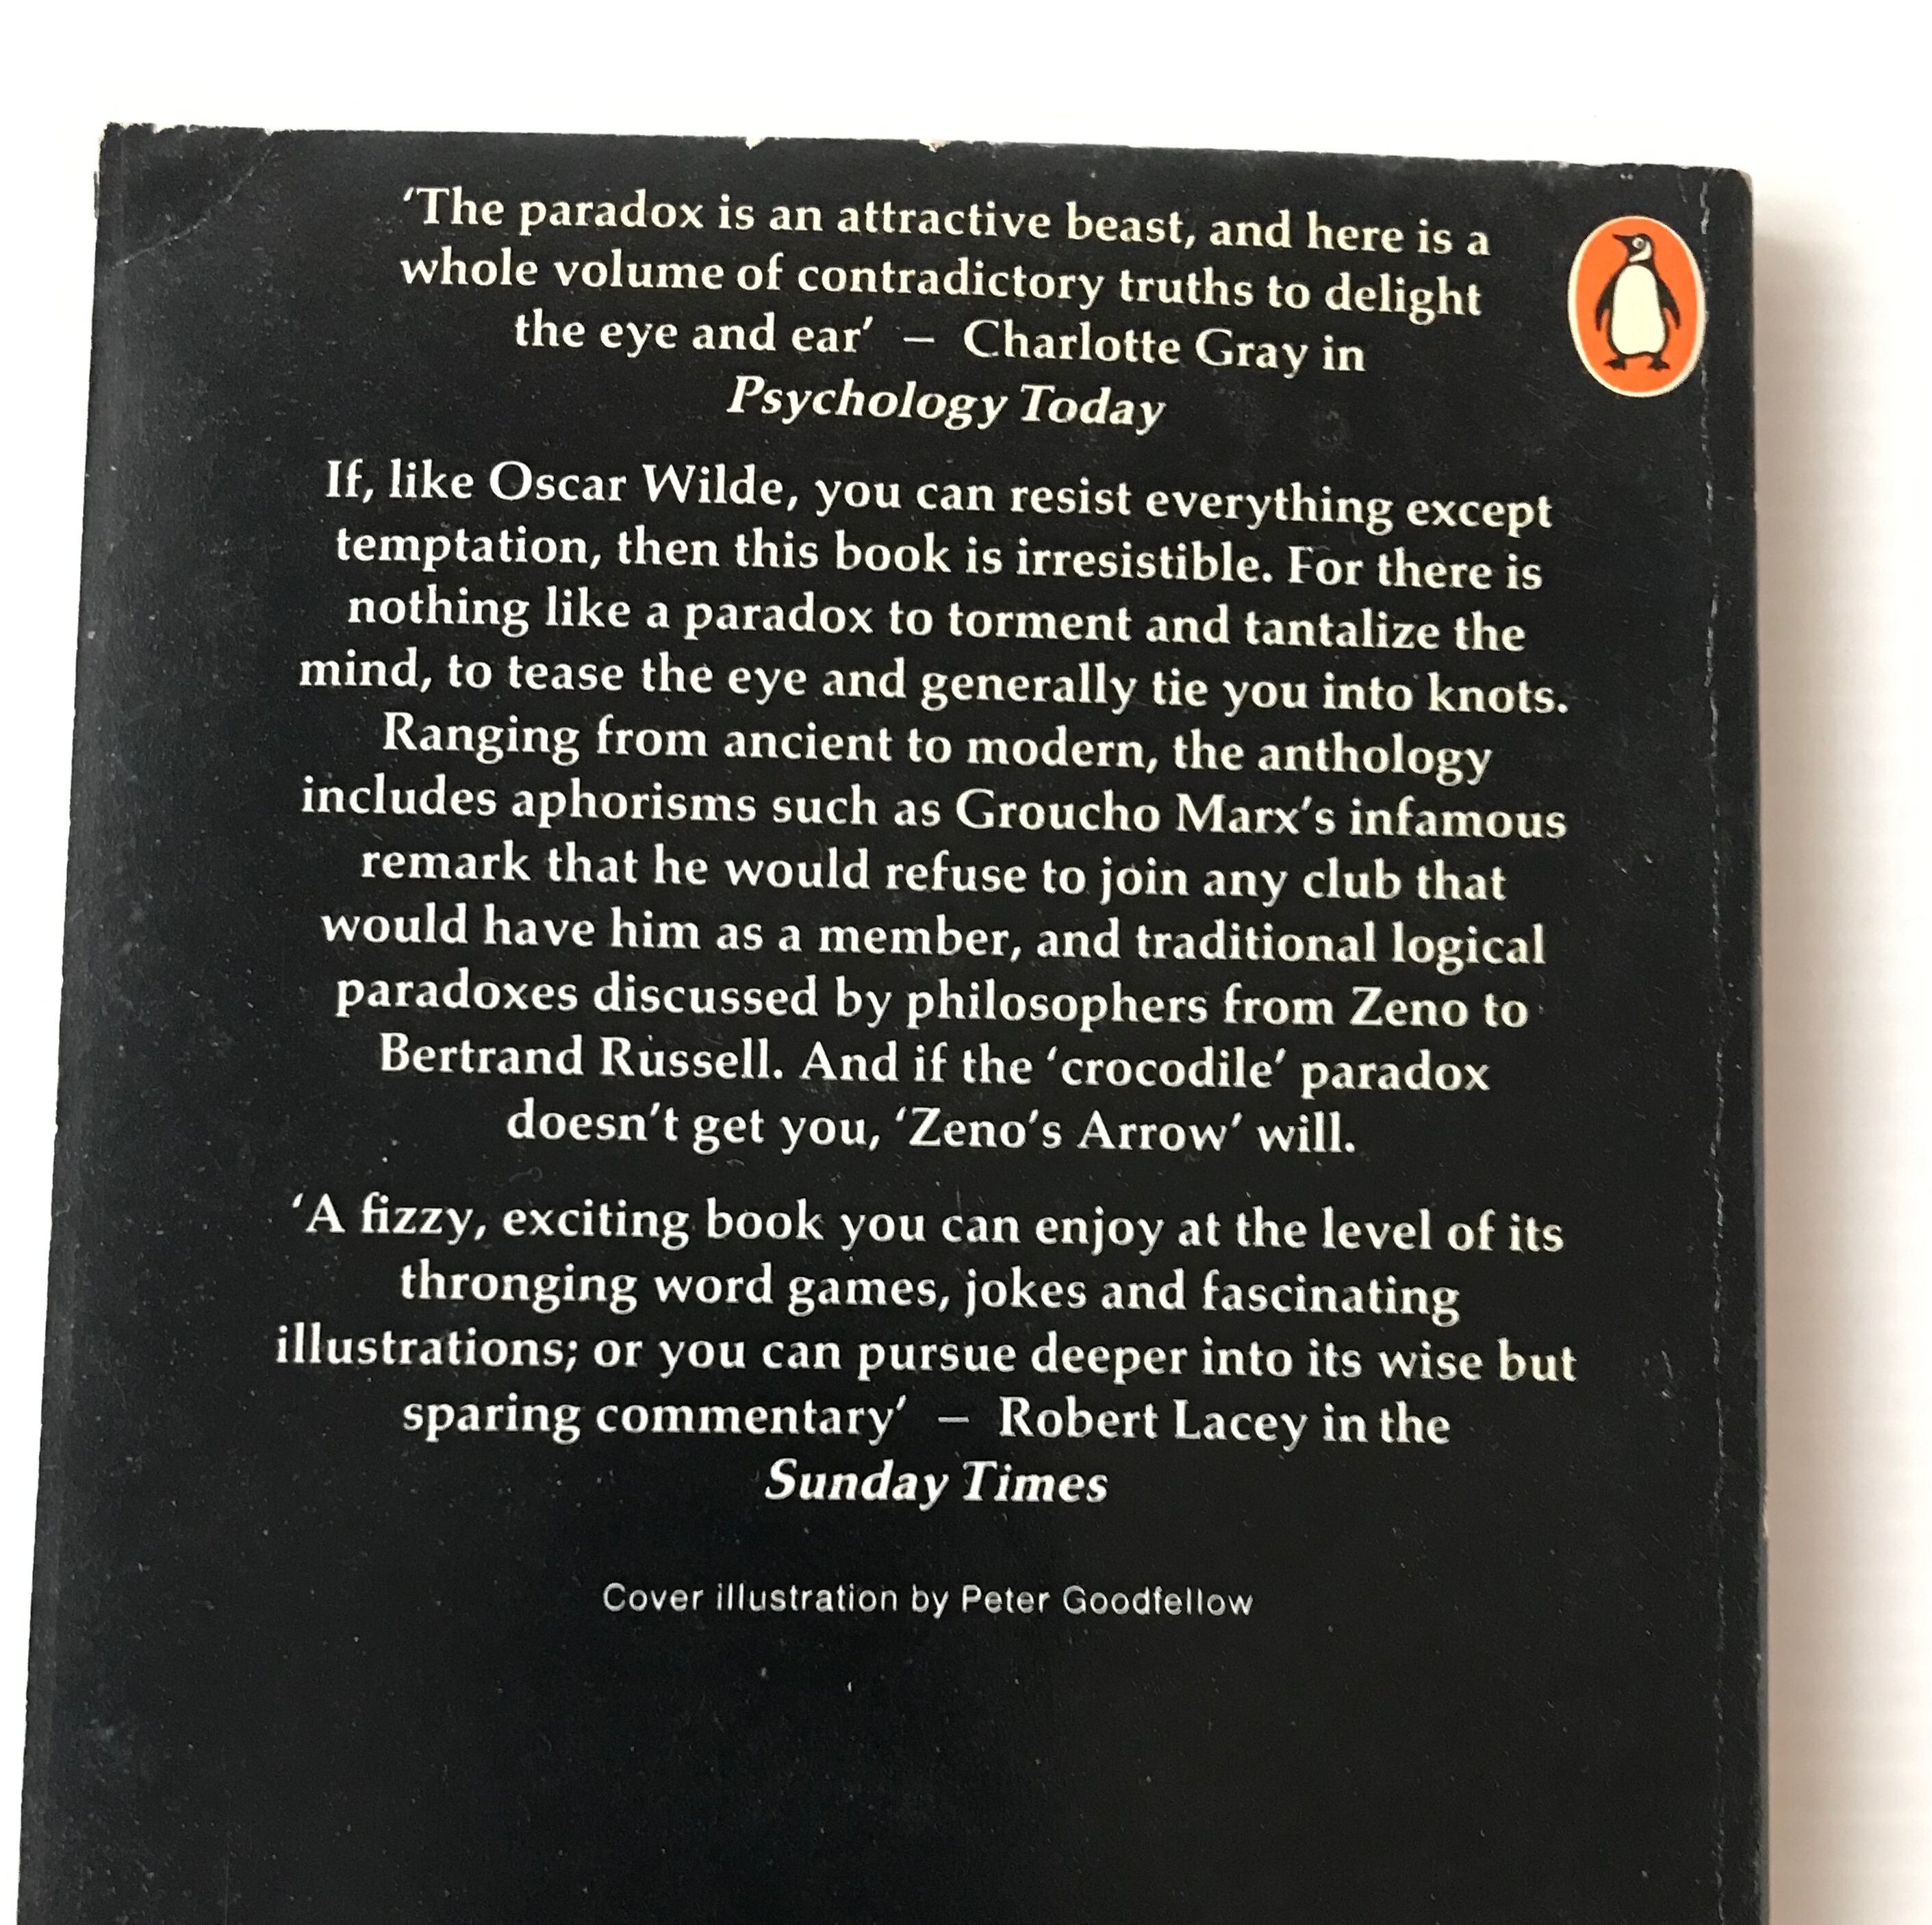 ‘The paradox is an attractive beast, and here is a
whole volume of contradictory truths to delight
the eye and ear’ – Charlotte Gray in
Psychology Today
If, like Oscar Wilde, you can resist everything except
temptation, then this book is irresistible. For there is
nothing like a paradox to torment and tantalize the
mind, to tease the eye and generally tie you into knots.
Ranging from ancient to modern, the anthology
includes aphorisms such as Groucho Marx’s infamous
remark that he would refuse to join any club that
would have him as a member, and traditional logical
paradoxes discussed by philosophers from Zeno to
Bertrand Russell. And if the ‘crocodile’ paradox
doesn’t get you, ‘Zeno’s Arrow’ will.
‘A fizzy, exciting book you can enjoy at the level of its
thronging word games, jokes and fascinating
illustrations; or you can pursue deeper into its wise but
sparing commentary’ – Robert Lacey in the
Sunday Times
Cover illustration by Peter Goodfellow